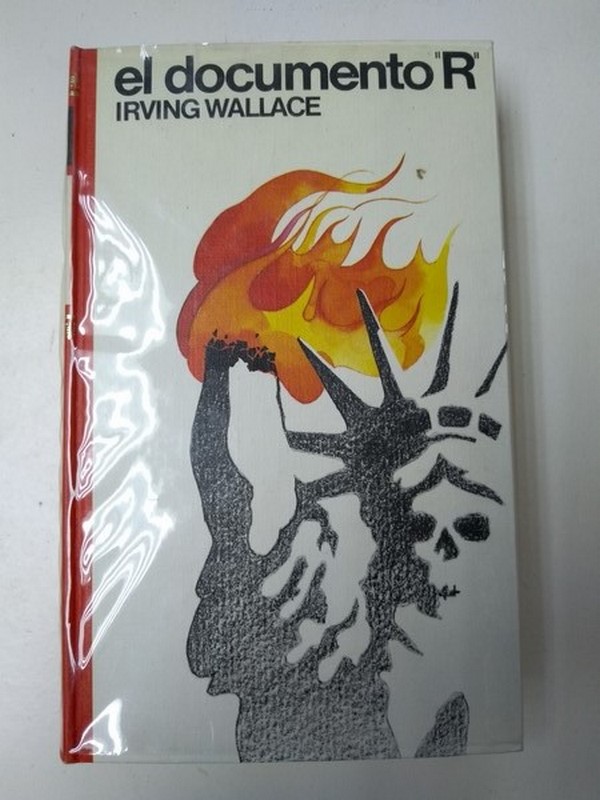 el documento "R"
IRVING WALLACE